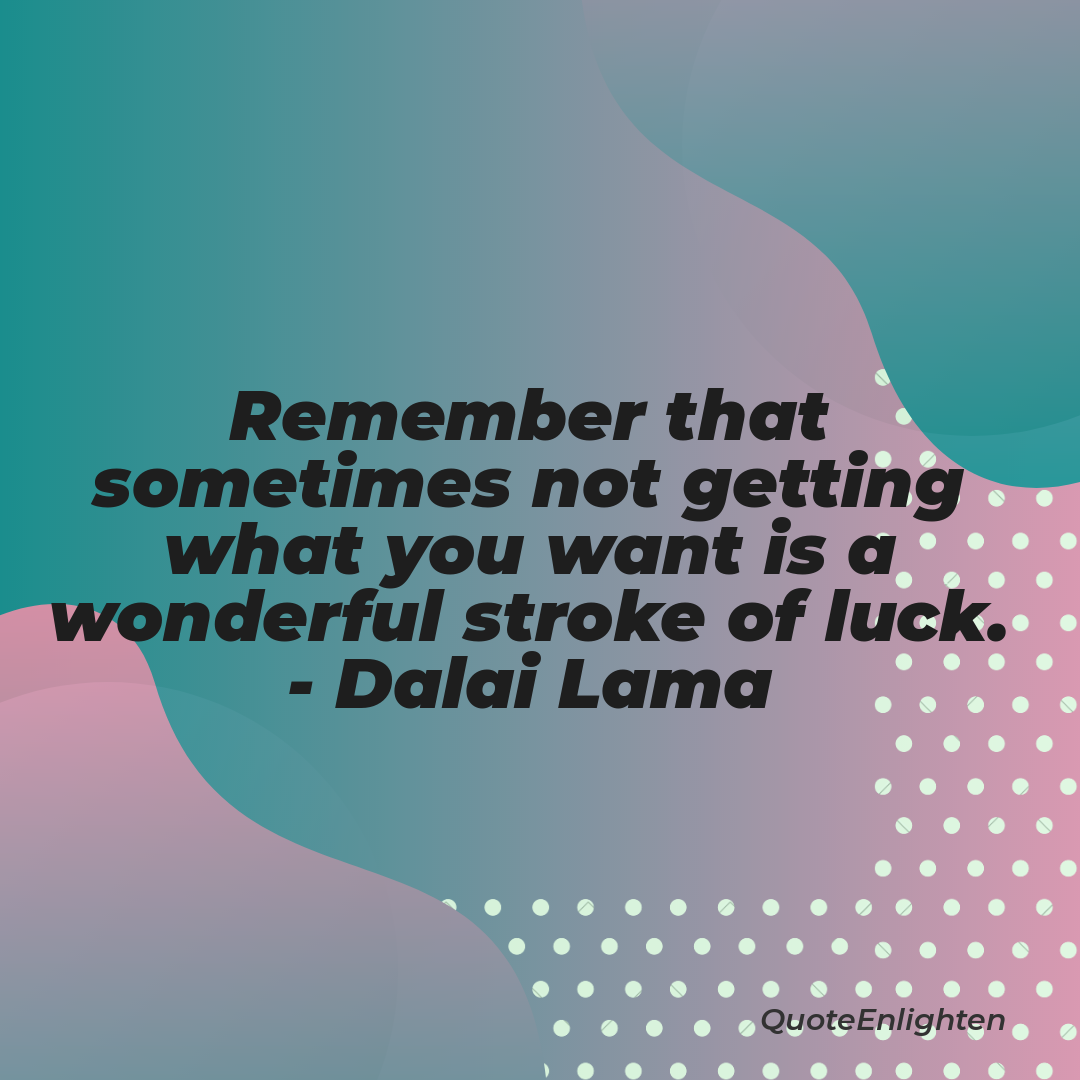 Remember that
sometimes not getting
what you want is a
wonderful stroke of luck.
- Dalai Lama
QuoteEnlighten